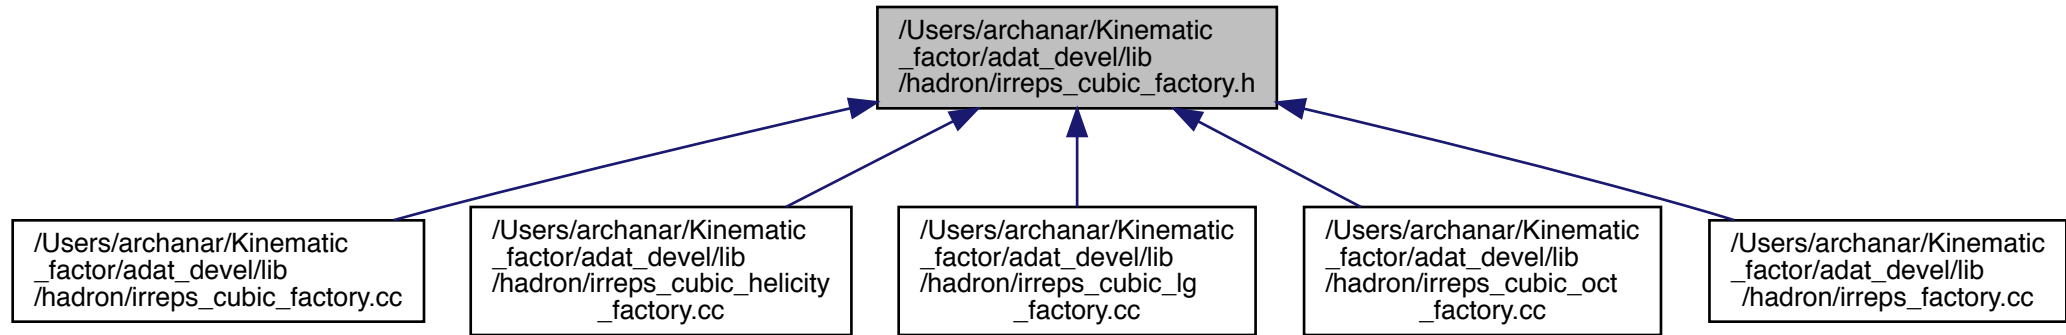 /Users/archanar/Kinematic
_factor/adat_devel/lib
/hadron/irreps_cubic_factory.h
/Users/archanar/Kinematic
_factor/adat_devel/lib
/hadron/irreps_cubic_factory.cc
/Users/archanar/Kinematic
_factor/adat_devel/lib
/hadron/irreps_cubic_helicity
_factory.cc
/Users/archanar/Kinematic
_factor/adat_devel/lib
/hadron/irreps_cubic_lg
_factory.cc
/Users/archanar/Kinematic
_factor/adat_devel/lib
/hadron/irreps_cubic_oct
_factory.cc
/Users/archanar/Kinematic
_factor/adat_devel/lib
/hadron/irreps_factory.cc